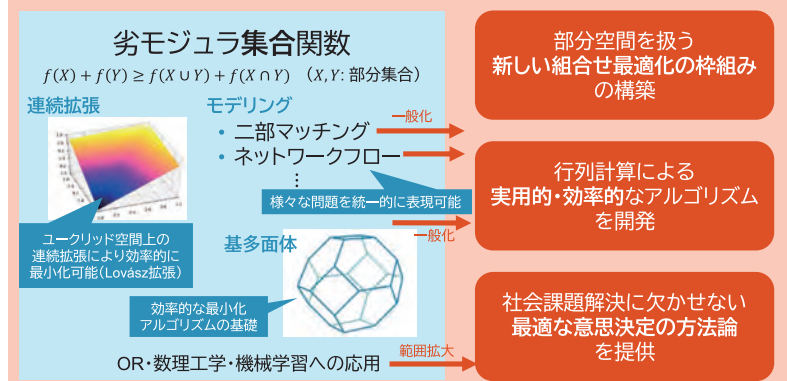 劣モジュラ集合関数
f(X) + f(Y) ≥ f(X ∪ Y) + f(X ∩ Y) （X, Y: 部分集合）
連続拡張
ユークリッド空間上の
連続拡張により効率的に
最小化可能(Lovász拡張)
モデリング
• 二部マッチング
• ネットワークフロー
⋮
様々な問題を統一的に表現可能
一般化
一般化
基多面体
効率的な最小化
アルゴリズムの基礎
OR・数理工学・機械学習への応用
範囲拡大
部分空間を扱う
新しい組合せ最適化の枠組み
の構築
行列計算による
実用的・効率的なアルゴリズム
を開発
社会課題解決に欠かせない
最適な意思決定の方法論
を提供